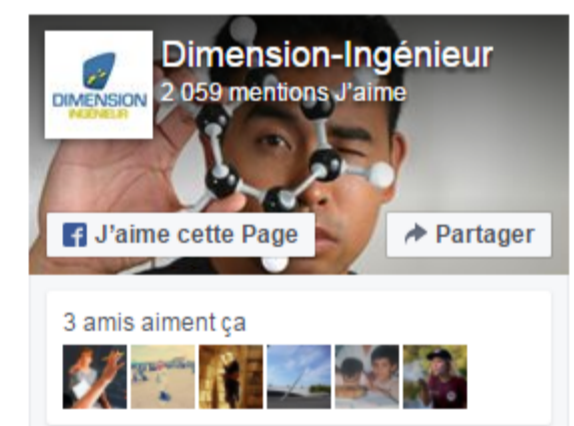 Dimension-Ingénieur
DIMENSION
INGÉNIEUR
2 059 mentions J’aime
J’aime cette Page
Partager
3 amis aiment ça